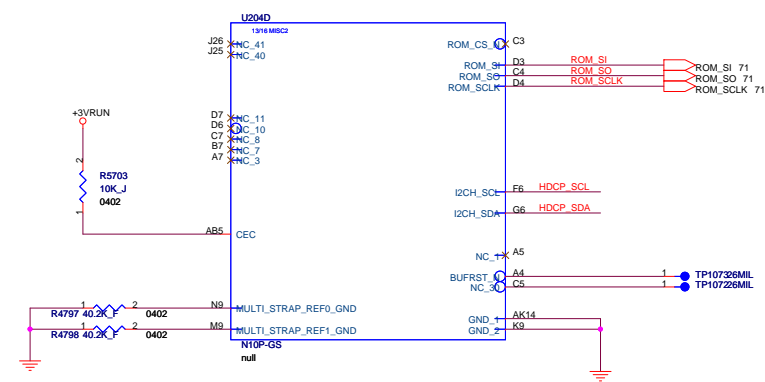 U204D
13/16 MISC2
J26 NC_41
J25 NC_40
ROM_CS_N C3
ROM_SI D3 ROM_SI ROM_SI 71
ROM_SO C4 ROM_SO ROM_SO 71
ROM_SCLK D4 ROM_SCLK ROM_SCLK 71
+3VRUN
D7 NC_11
D6 NC_10
C7 NC_8
B7 NC_7
A7 NC_3
2
R5703
10K_J
0402
1
I2CH_SCL F6 HDCP_SCL
I2CH_SDA G6 HDCP_SDA
AB5 CEC
NC_1 A5
BUFRST_N A4 1 TP107326MIL
NC_30 C5 1 TP107226MIL
1 2 N9 MULTI_STRAP_REF0_GND
R4797 40.2K_F 0402
GND_1 AK14
1 2 M9 MULTI_STRAP_REF1_GND
GND_2 K9
R4798 40.2K_F 0402
N10P-GS
null